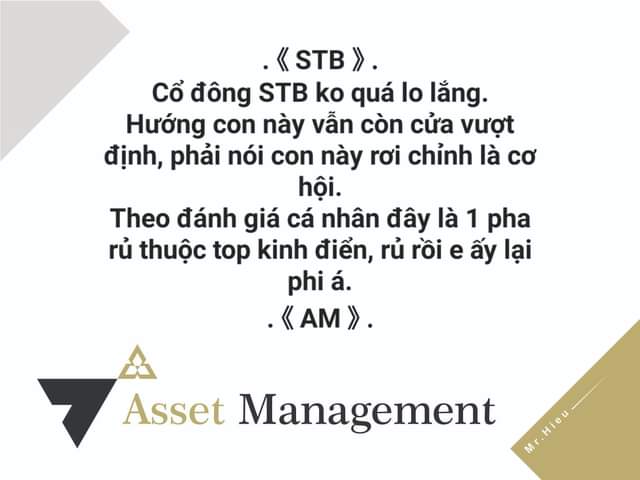 .《 STB 》.
Cổ đông STB ko quá lo lắng.
Hướng con này vẫn còn cửa vượt
định, phải nói con này rơi chỉnh là cơ
hội.
Theo đánh giá cá nhân đây là 1 pha
rủ thuộc top kinh điển, rủ rồi e ấy lại
phi á.
.《 AM 》.
Asset Management
Mr.Hieu